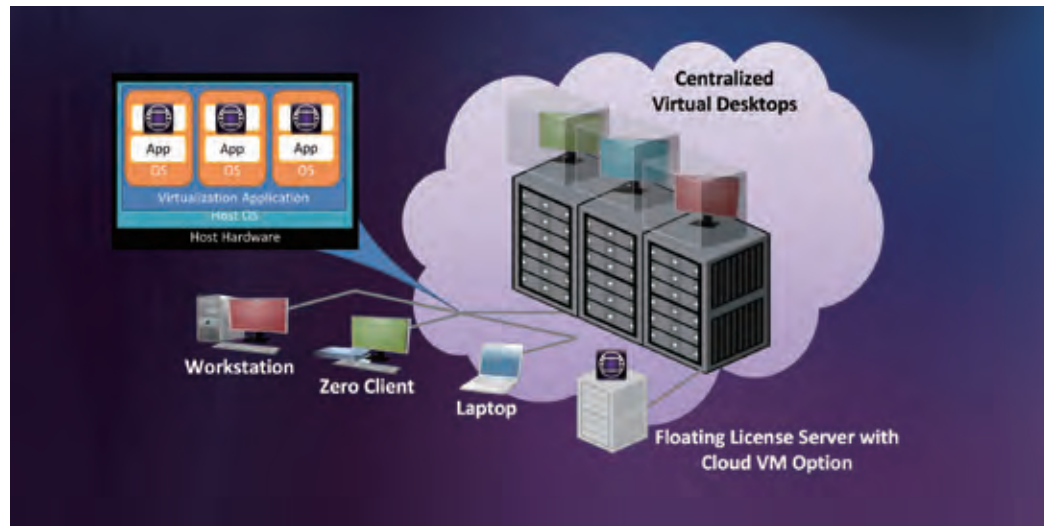 Centralized
Virtual Desktops
App App App
OS OS OS
Virtualization Application
Host OS
Host Hardware
Workstation
Zero Client
Laptop
Floating License Server with
Cloud VM Option